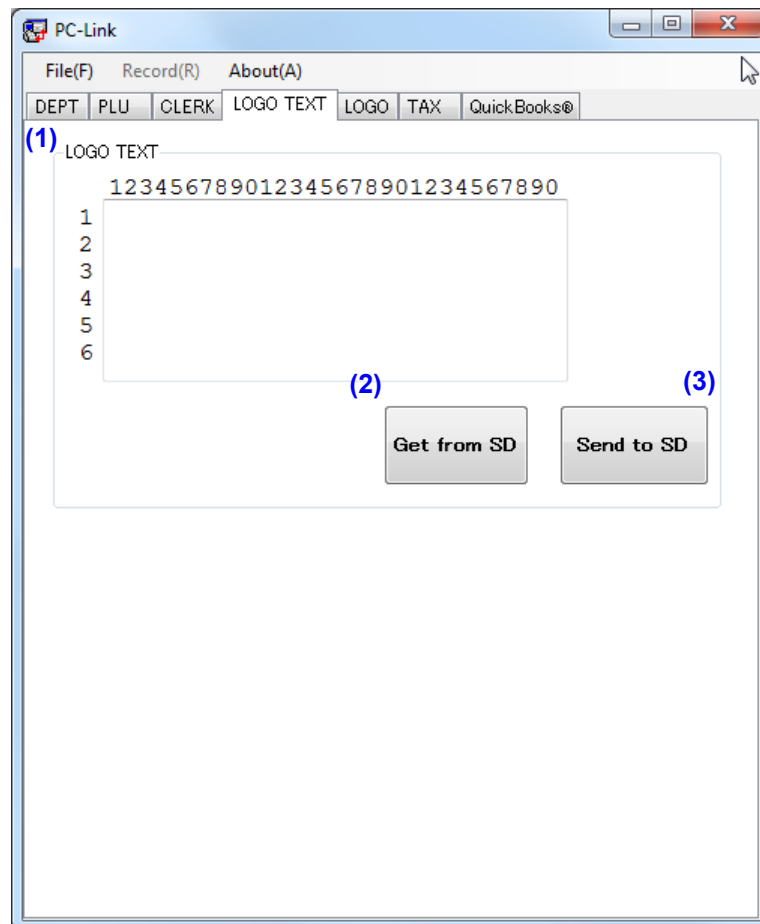 PC-Link
File(F) Record(R) About(A)
DEPT PLU CLERK LOGO TEXT LOGO TAX QuickBooks®
(1)
LOGO TEXT
123456789012345678901234567890
1
2
3
4
5
6
(2) (3)
Get from SD Send to SD